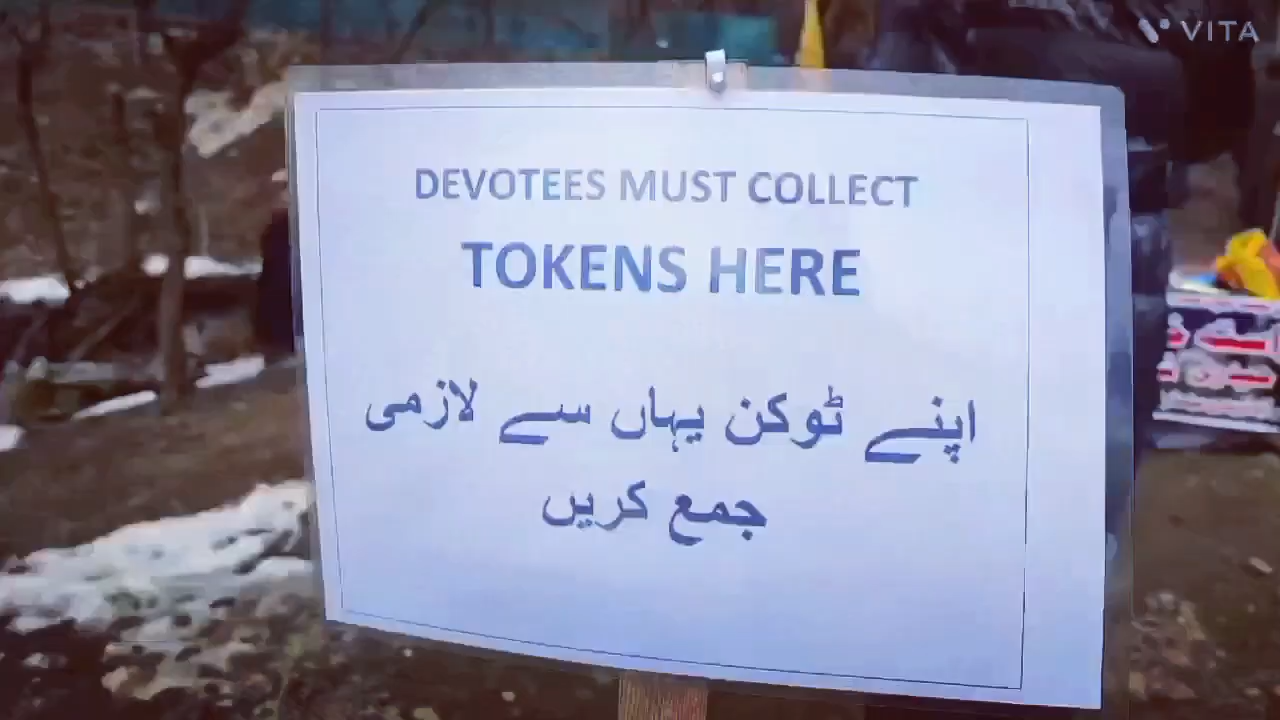 VITA
DEVOTEES MUST COLLECT
TOKENS HERE
اپنے ٹوکن یہاں سے لازمی
جمع کریں